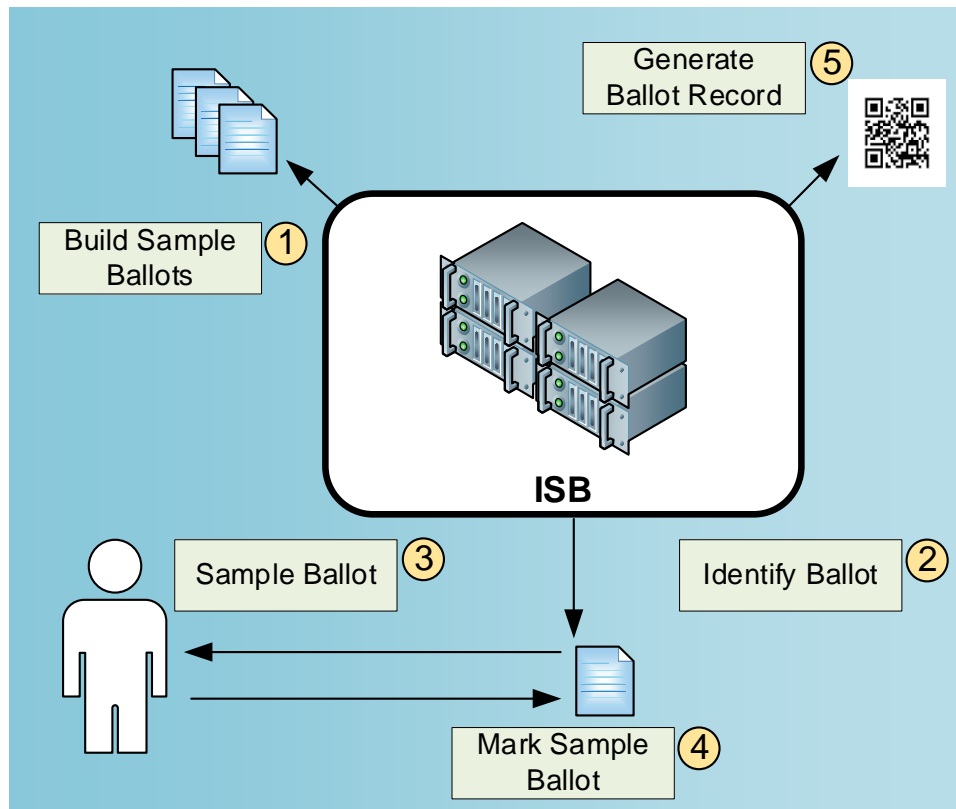 Generate
Ballot Record
5
Build Sample
Ballots
1
ISB
Sample Ballot
3
Identify Ballot
2
Mark Sample
Ballot
4